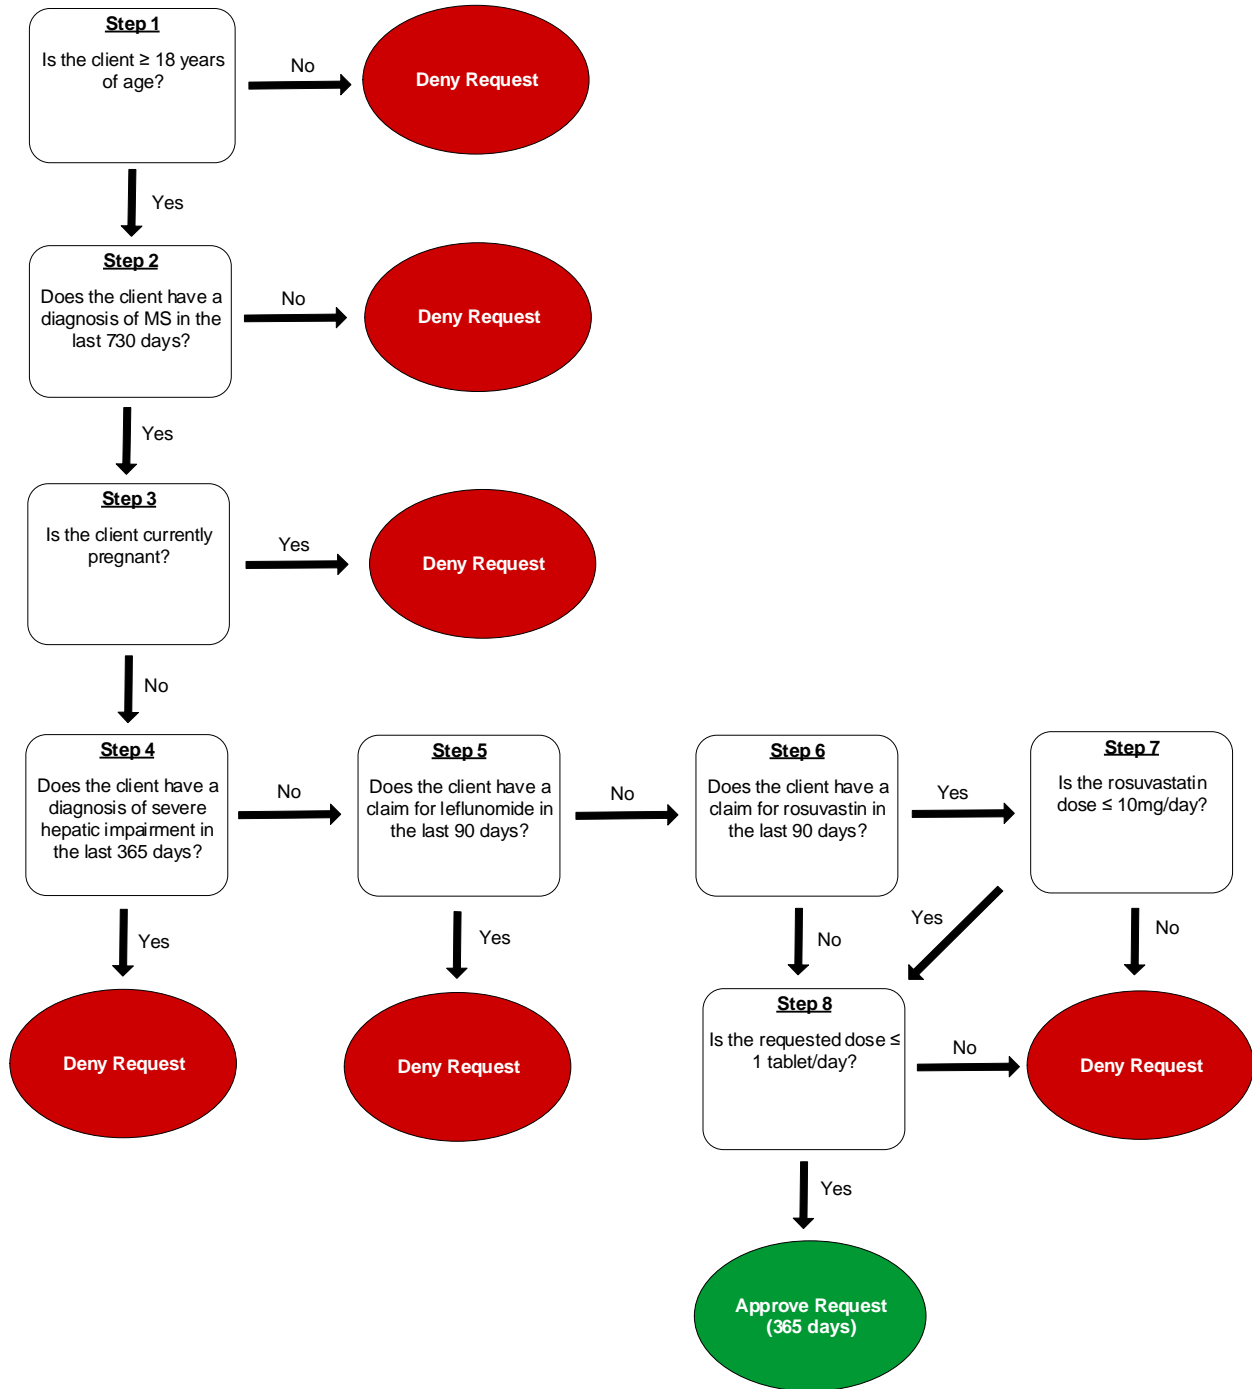 Step 1
Is the client ≥ 18 years
of age?
No
Deny Request
Yes
Step 2
Does the client have a
diagnosis of MS in the
last 730 days?
No
Deny Request
Yes
Step 3
Is the client currently
pregnant?
Yes
Deny Request
No
Step 4
Does the client have a
diagnosis of severe
hepatic impairment in
the last 365 days?
No
Yes
Deny Request
Step 5
Does the client have a
claim for leflunomide in
the last 90 days?
No
Yes
Deny Request
Step 6
Does the client have a
claim for rosuvastin in
the last 90 days?
Yes
No
Step 7
Is the rosuvastatin
dose ≤ 10mg/day?
Yes
No
Step 8
Is the requested dose ≤
1 tablet/day?
No
Deny Request
Yes
Approve Request
(365 days)